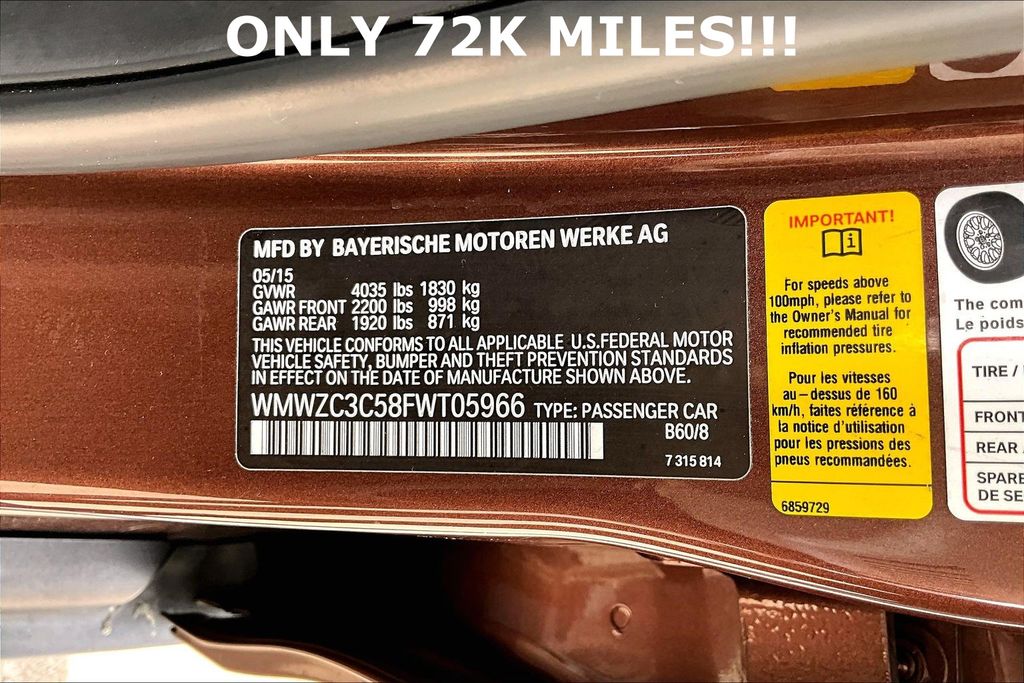 ONLY 72K MILES!!!
MFD BY BAYERISCHE MOTOREN WERKE AG
05/15
GVWR 4035 lbs 1830 kg
GAWR FRONT 2200 lbs 998 kg
GAWR REAR 1920 lbs 871 kg
THIS VEHICLE CONFORMS TO ALL APPLICABLE U.S.FEDERAL MOTOR
VEHICLE SAFETY, BUMPER AND THEFT PREVENTION STANDARDS
IN EFFECT ON THE DATE OF MANUFACTURE SHOWN ABOVE.
WMWZC3C58FWT05966 TYPE: PASSENGER CAR
B60/8
7 315 814
IMPORTANT!
For speeds above
100mph, please refer to
the Owner's Manual for
recommended tire
inflation pressures.
Pour les vitesses
au-dessus de 160
km/h, faites référence à
la notice d'utilisation
pour les pressions des
pneus recommandées.
6859729
The com
Le poids
TIRE /
FRONT
REAR
SPARE
DE SE